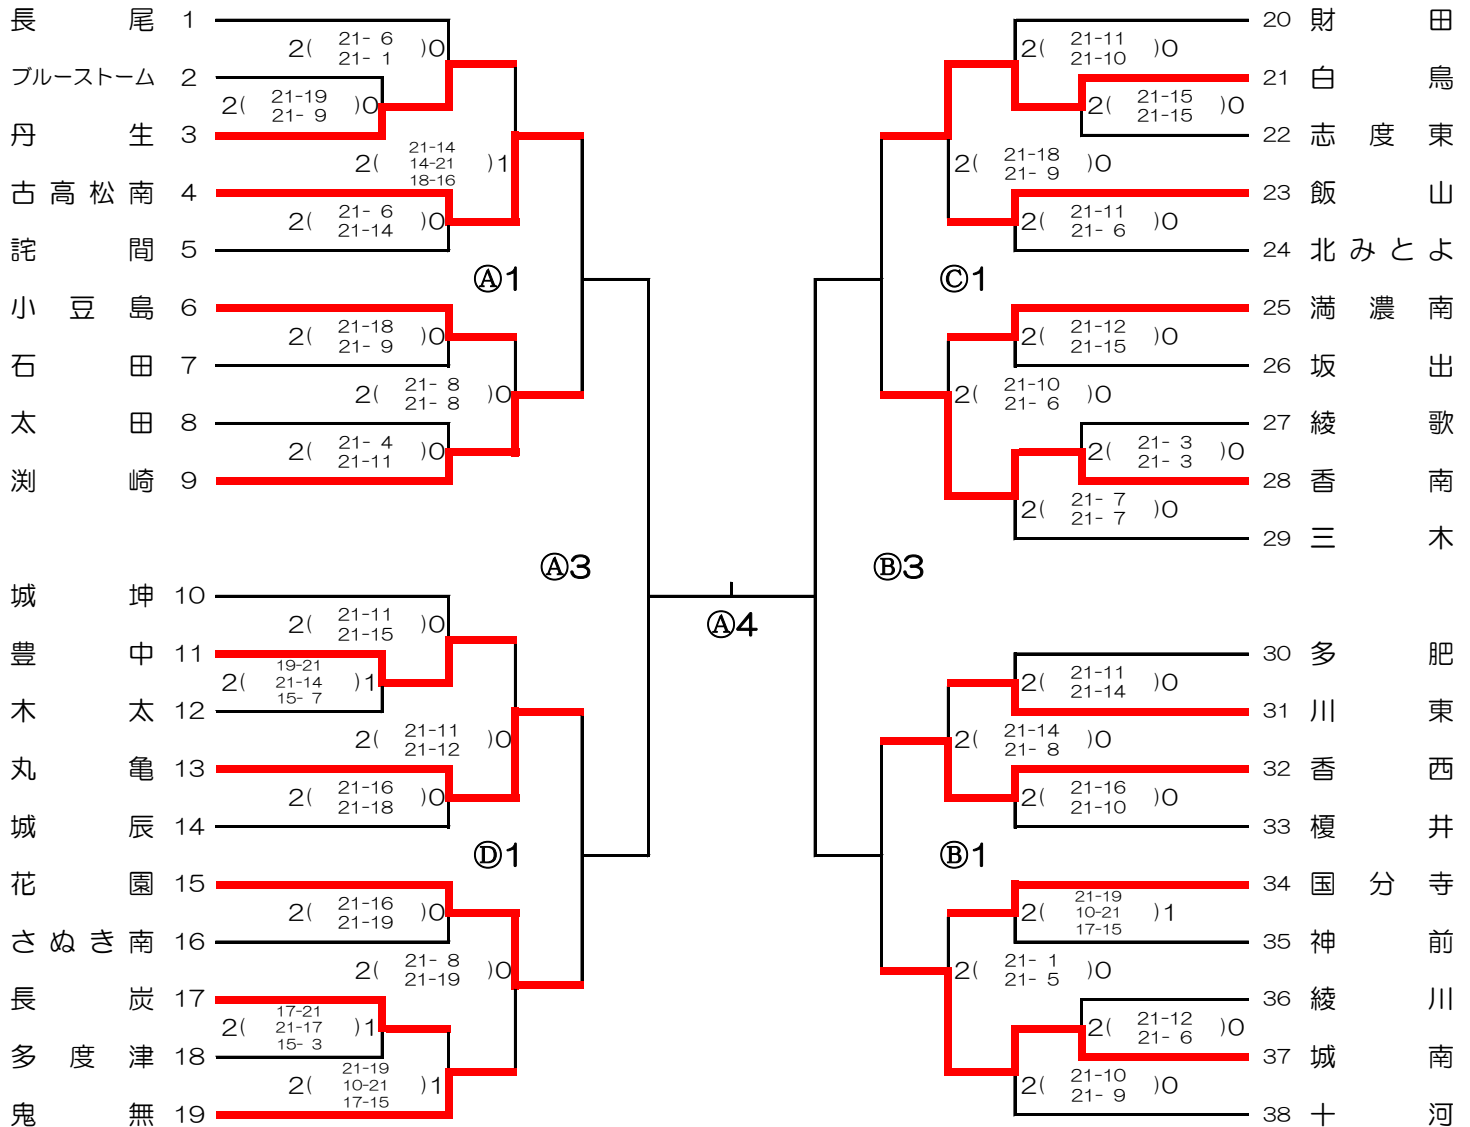 長尾 1
2( 21- 6 21- 1 )0
ブルーストーム 2
2( 21-19 21- 9 )0
丹生 3
2( 21-14 14-21 18-16 )1
古高松南 4
2( 21- 6 21-14 )0
詫間 5
Ⓐ1
小豆島 6
2( 21-18 21- 9 )0
石田 7
2( 21- 8 21- 8 )0
太田 8
2( 21- 4 21-11 )0
渕崎 9
Ⓐ3
城坤 10
2( 21-11 21-15 )0
豊中 11
2( 19-21 21-14 15- 7 )1
木太 12
2( 21-11 21-12 )0
丸亀 13
2( 21-16 21-18 )0
城辰 14
Ⓓ1
花園 15
2( 21-16 21-19 )0
さぬき南 16
2( 21- 8 21-19 )0
長炭 17
2( 17-21 21-17 15- 3 )1
多度津 18
2( 21-19 10-21 17-15 )1
鬼無 19
Ⓐ4
20 財田
2( 21-11 21-10 )0
21 白鳥
2( 21-15 21-15 )0
22 志度東
2( 21-18 21- 9 )0
23 飯山
2( 21-11 21- 6 )0
24 北みとよ
Ⓒ1
25 満濃南
2( 21-12 21-15 )0
26 坂出
2( 21-10 21- 6 )0
27 綾歌
2( 21- 3 21- 3 )0
28 香南
2( 21- 7 21- 7 )0
29 三木
Ⓑ3
30 多肥
2( 21-11 21-14 )0
31 川東
2( 21-14 21- 8 )0
32 香西
2( 21-16 21-10 )0
33 榎井
Ⓑ1
34 国分寺
2( 21-19 10-21 17-15 )1
35 神前
2( 21- 1 21- 5 )0
36 綾川
2( 21-12 21- 6 )0
37 城南
2( 21-10 21- 9 )0
38 十河